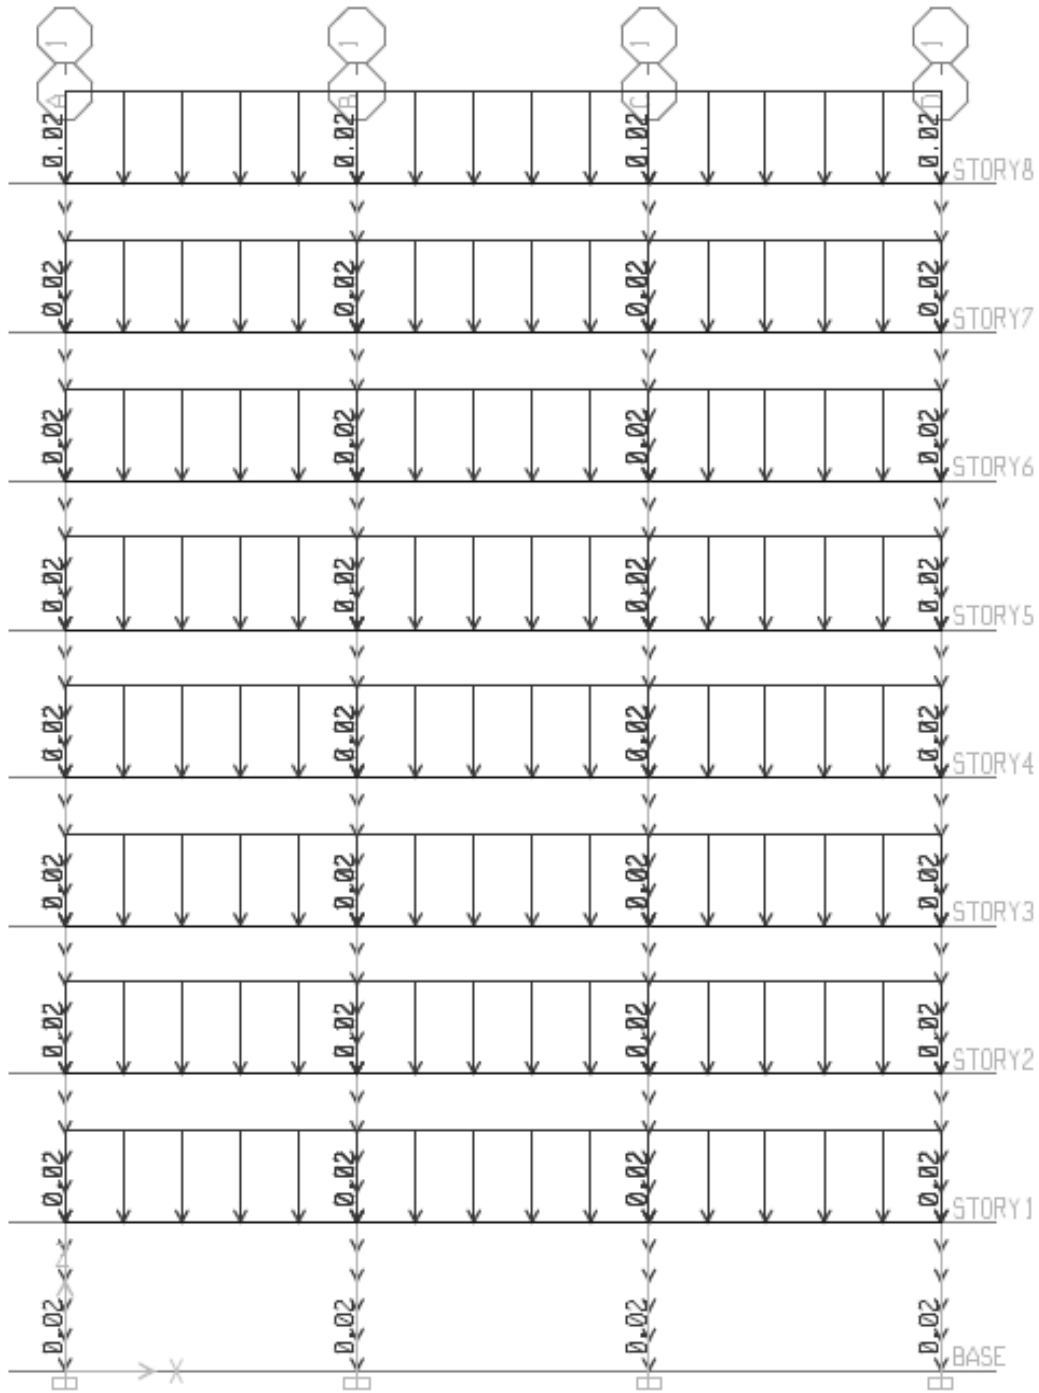 1 1 1 1
A B C D
0.02 0.02 0.02 0.02 STORY8
0.02 0.02 0.02 0.02 STORY7
0.02 0.02 0.02 0.02 STORY6
0.02 0.02 0.02 0.02 STORY5
0.02 0.02 0.02 0.02 STORY4
0.02 0.02 0.02 0.02 STORY3
0.02 0.02 0.02 0.02 STORY2
0.02 0.02 0.02 0.02 STORY1
Z
0.02 0.02 0.02 0.02 BASE
X